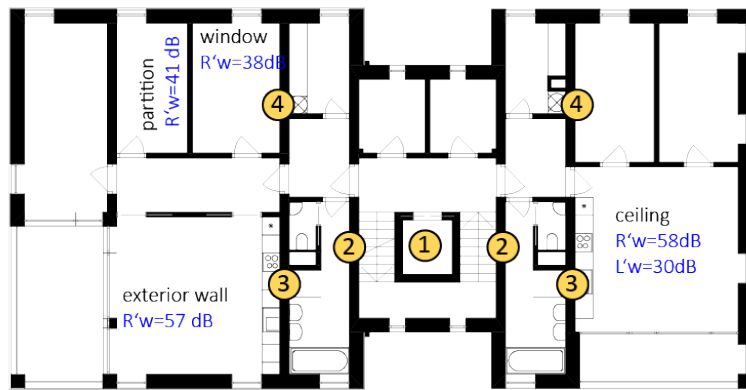 window
R'w=38dB
partition
R'w=41 dB
4
4
ceiling
R'w=58dB
L'w=30dB
2
1
2
3
3
exterior wall
R'w=57 dB